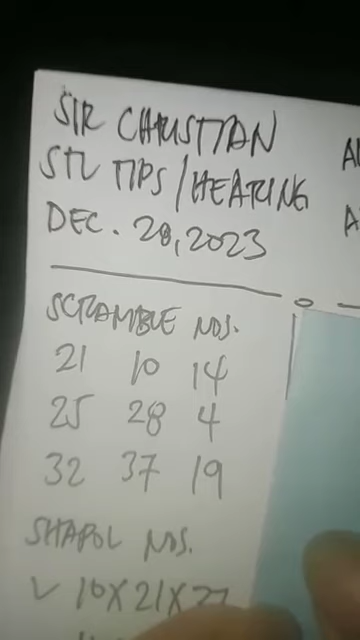 SIR CHRISTIAN
STL TIPS/HEARING
DEC. 28, 2023
SCRAMBLE NOS.
21 10 14
25 28 4
32 37 19
SHAPOL NOS.
✓ 10X21X